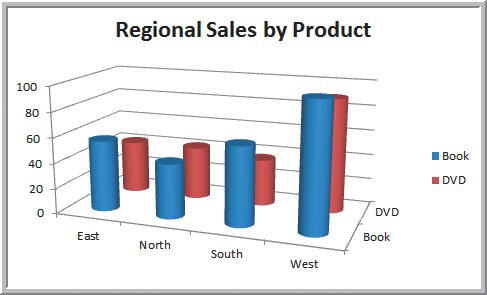 Regional Sales by Product
100
80
60
40
20
0
East
North
South
West
DVD
Book
Book
DVD